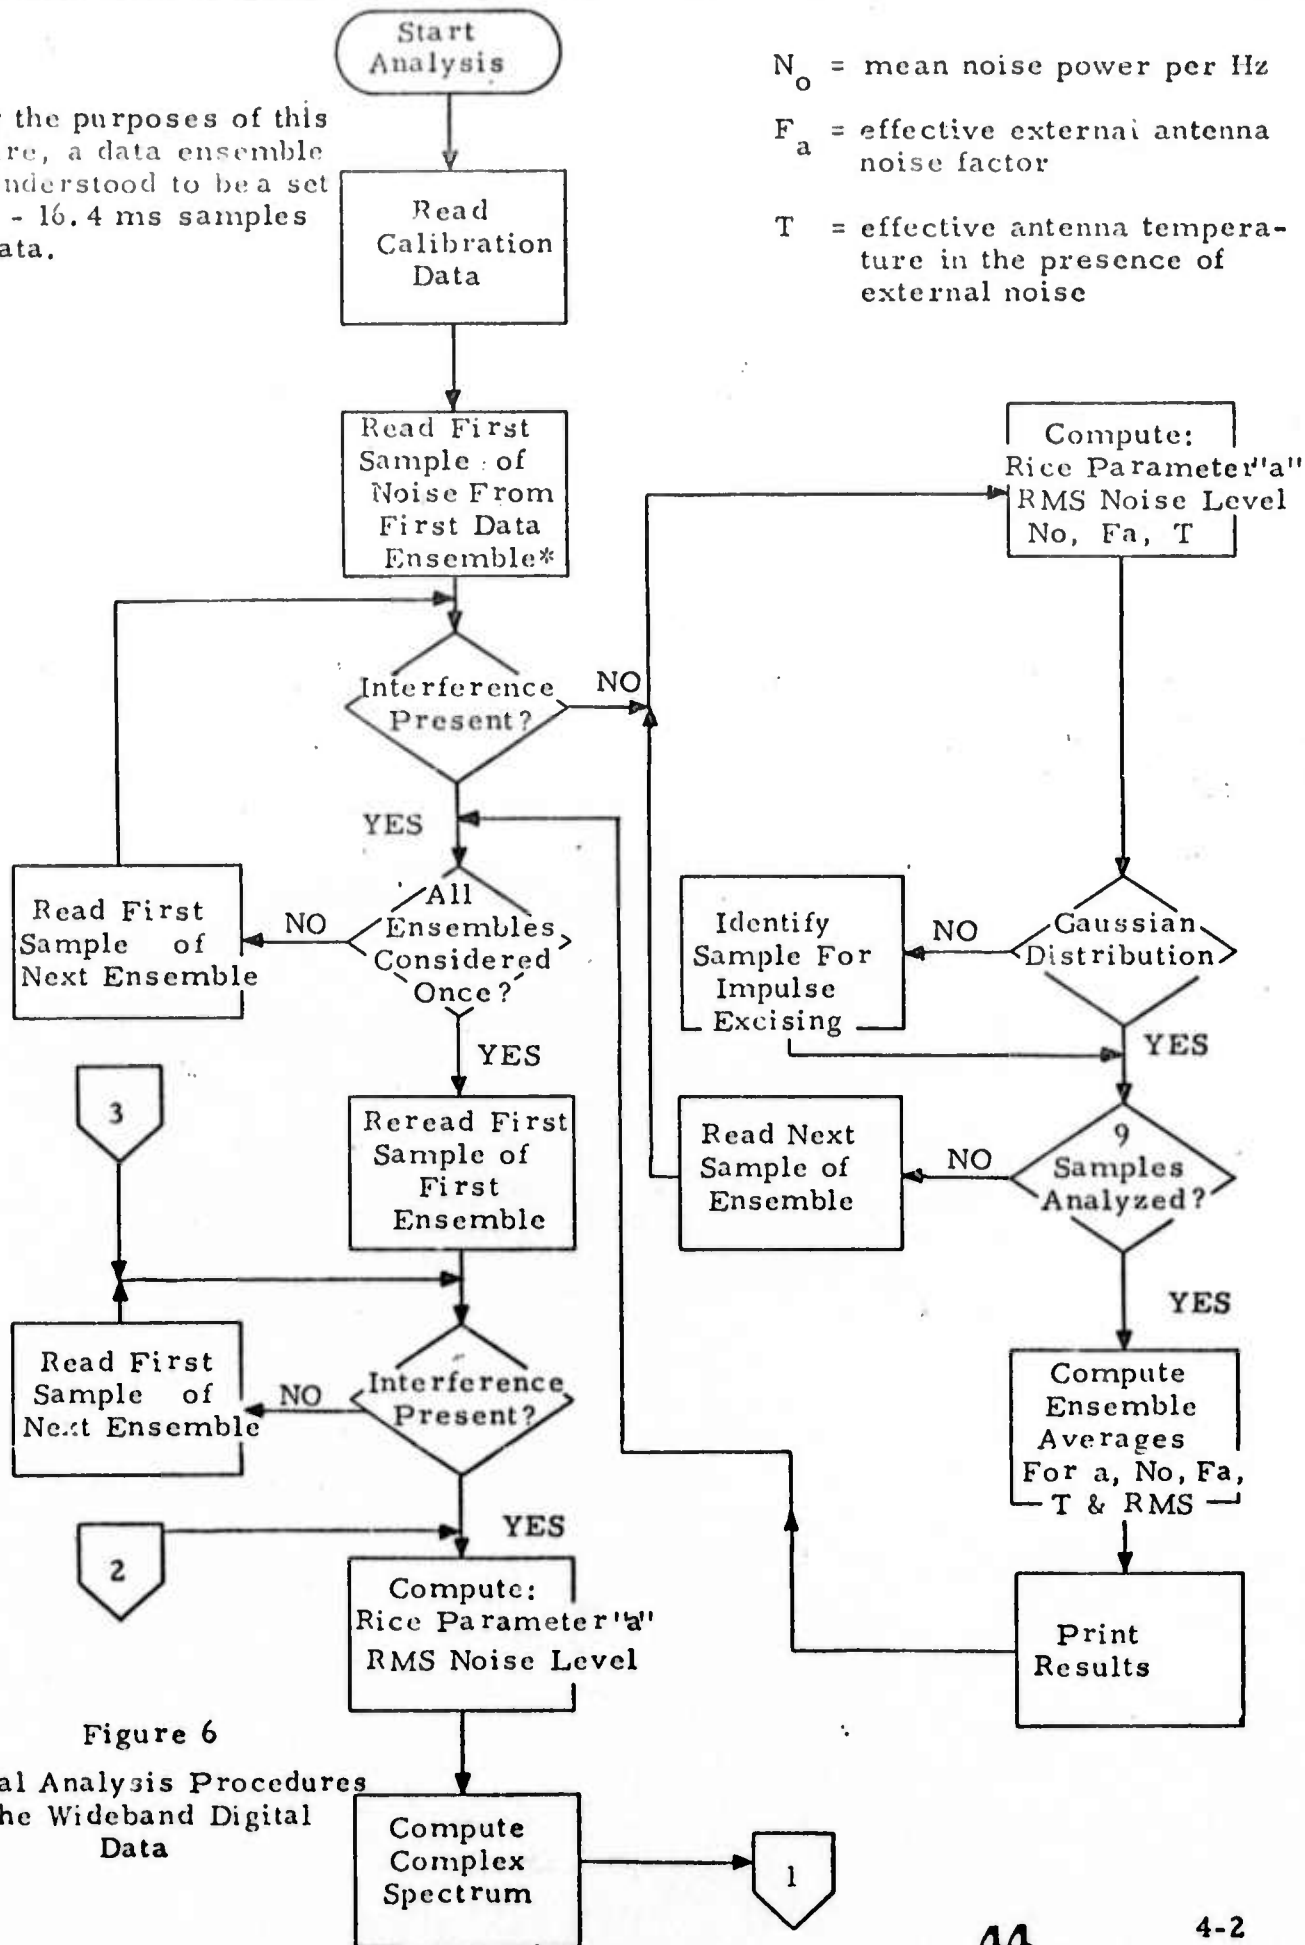 Start
Analysis
the purposes of this
a data ensemble
to be a set
- 16.4 ms samples
Read
Calibration
Data
N_o = mean noise power per Hz
F_a = effective external antenna
noise factor
T = effective antenna tempera-
ture in the presence of
external noise
Read First
Sample of
Noise From
First Data
Ensemble*
Interference
Present?
NO
YES
All
Ensembles
Considered
Once?
NO
Read First
Sample of
Next Ensemble
YES
Reread First
Sample of
First
Ensemble
3
Interference
Present?
NO
Read First
Sample of
Next Ensemble
YES
2
Compute:
Rice Parameter "a"
RMS Noise Level
Compute
Complex
Spectrum
1
Compute:
Rice Parameter "a"
RMS Noise Level
No, Fa, T
Gaussian
Distribution
NO
Identify
Sample For
Impulse
Excising
YES
9
Samples
Analyzed?
NO
Read Next
Sample of
Ensemble
YES
Compute
Ensemble
Averages
For a, No, Fa,
T & RMS
Print
Results
Figure 6
Analysis Procedures
Wideband Digital
Data
4-2